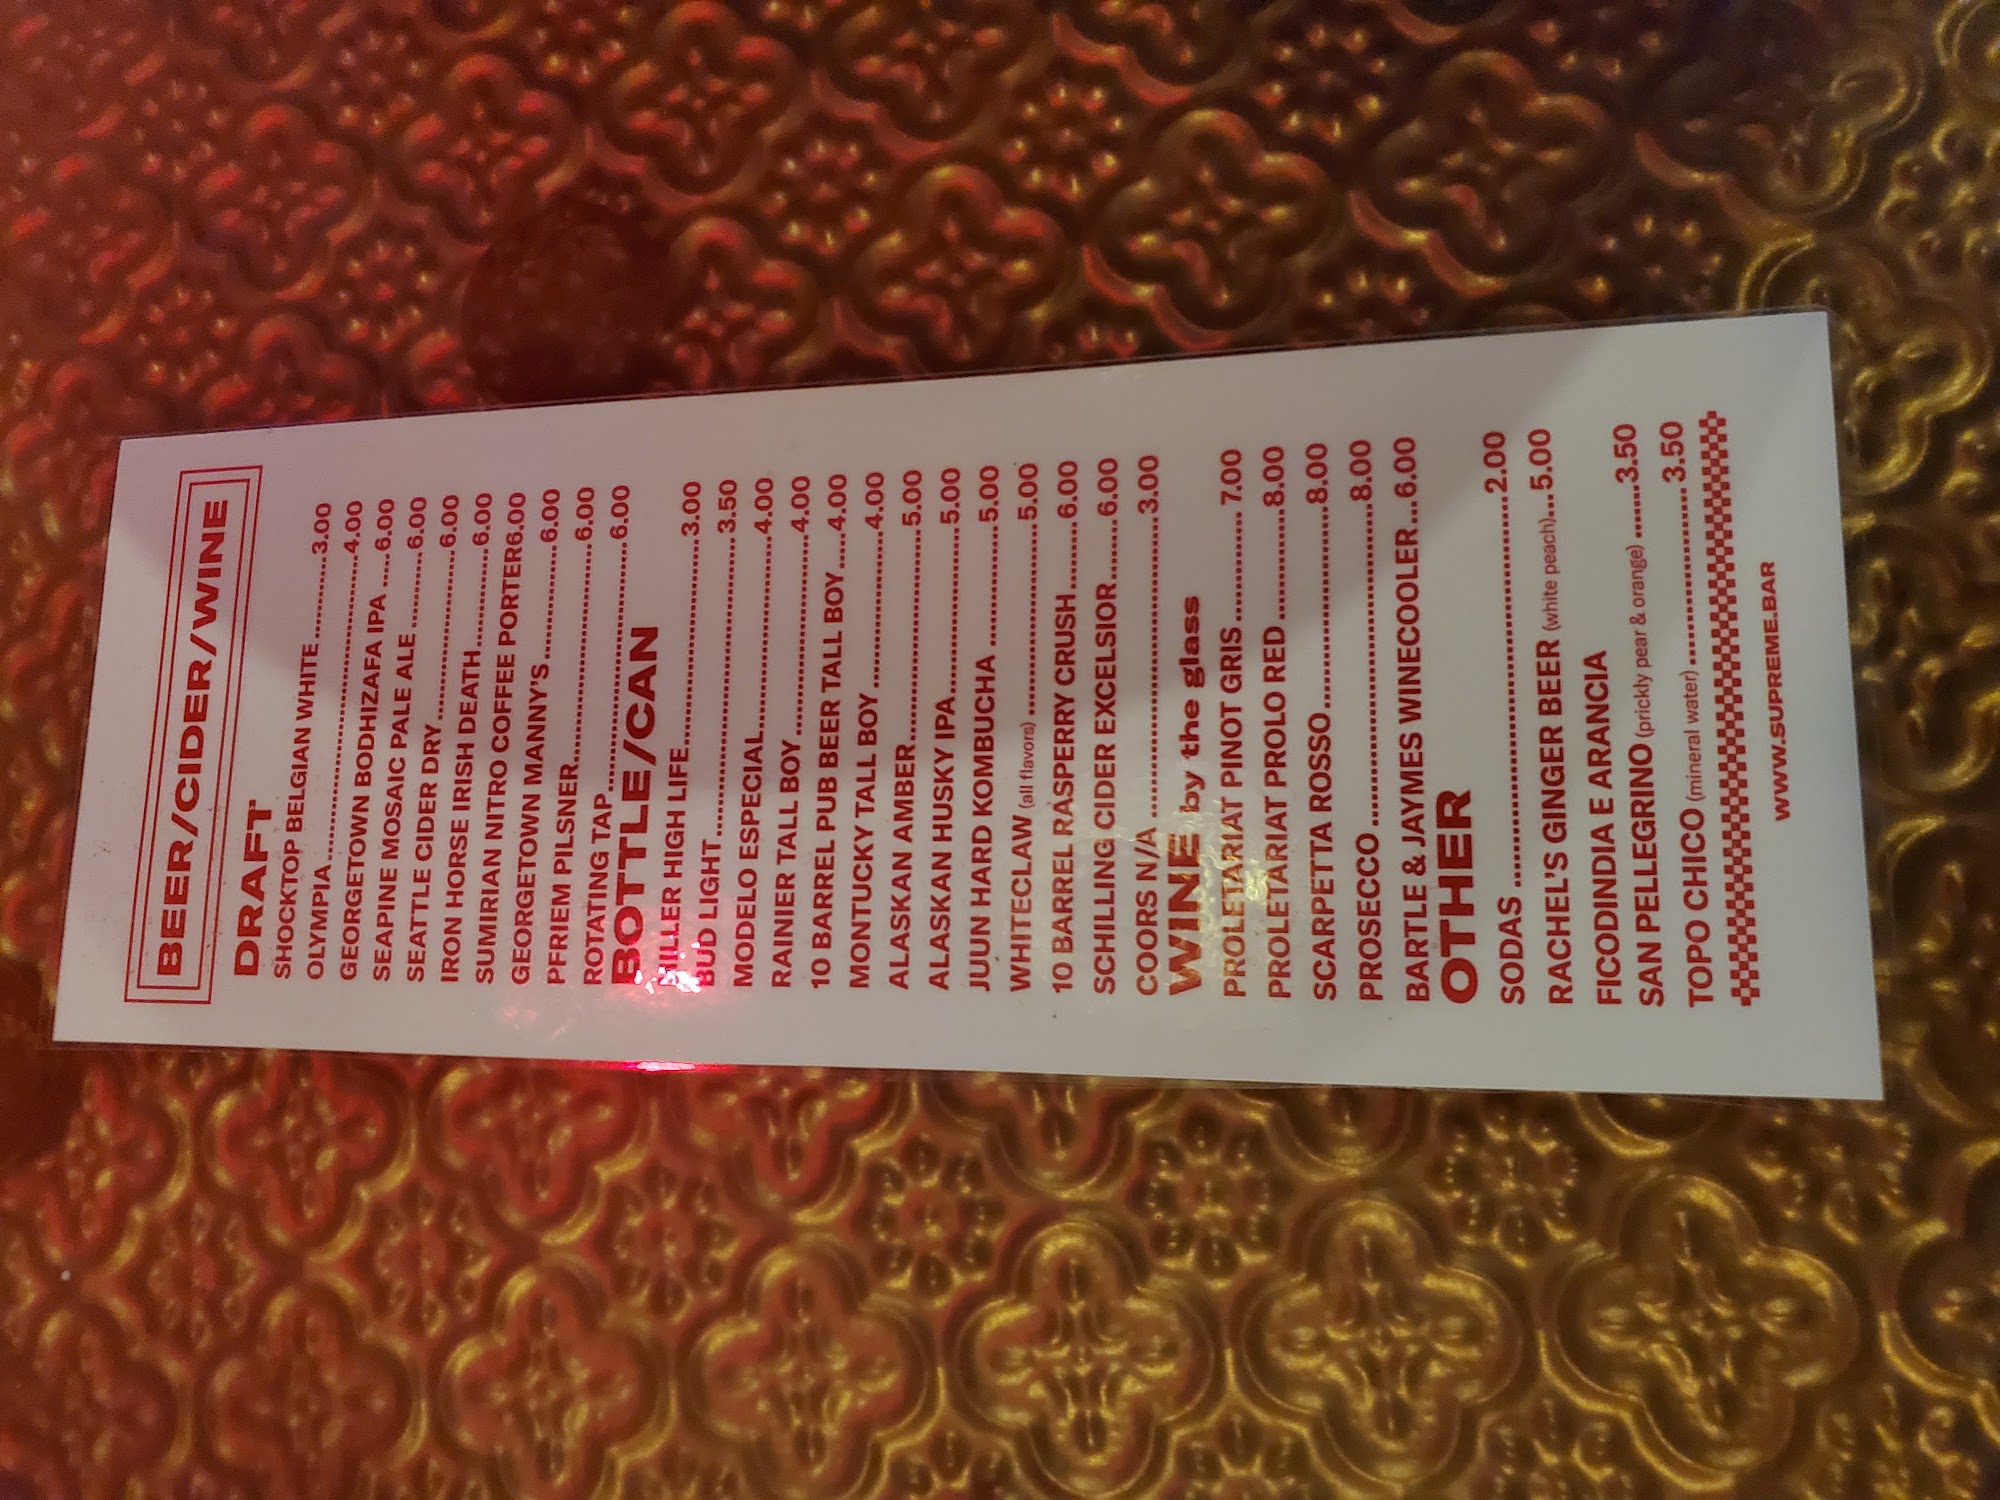 BEER/CIDER/WINE
DRAFT
SHOCKTOP BELGIAN WHITE..........3.00
OLYMPIA.......................................4.00
GEORGETOWN BODHIZAFA IPA ....6.00
SEAPINE MOSAIC PALE ALE..........6.00
SEATTLE CIDER DRY.....................6.00
IRON HORSE IRISH DEATH............6.00
SUMIRIAN NITRO COFFEE PORTER6.00
GEORGETOWN MANNY'S..............6.00
PFRIEM PILSNER..........................6.00
ROTATING TAP..............................6.00
BOTTLE/CAN
MILLER HIGH LIFE.........................3.00
BUD LIGHT....................................3.50
MODELO ESPECIAL......................4.00
RAINIER TALL BOY.......................4.00
10 BARREL PUB BEER TALL BOY....4.00
MONTUCKY TALL BOY..................4.00
ALASKAN AMBER........................5.00
ALASKAN HUSKY IPA..................5.00
JUUN HARD KOMBUCHA ............5.00
WHITECLAW (all flavors) ..............5.00
10 BARREL RASPBERRY CRUSH.....6.00
SCHILLING CIDER EXCELSIOR......6.00
COORS N/A ................................3.00
WINE by the glass
PROLETARIAT PINOT GRIS........... 7.00
PROLETARIAT PROLO RED...........8.00
SCARPETTA ROSSO....................8.00
PROSECCO.................................8.00
BARTLE & JAYMES WINECOOLER...6.00
OTHER
SODAS ......................................2.00
RACHEL'S GINGER BEER (white peach)....5.00
FICODINDIA E ARANCIA
SAN PELLEGRINO (prickly pear & orange) ......3.50
TOPO CHICO (mineral water) ..............3.50
WWW.SUPREME.BAR